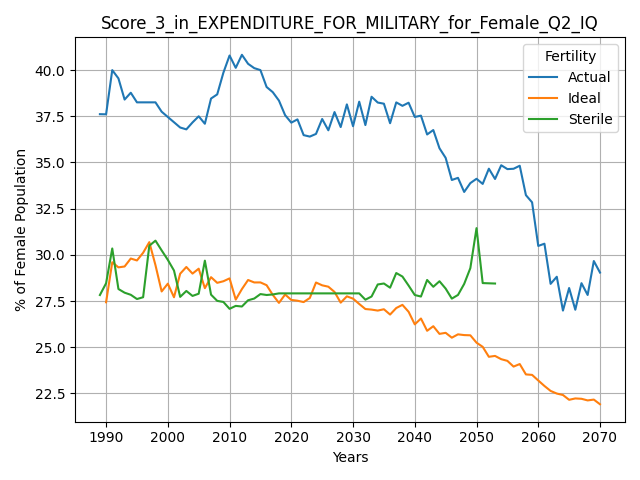 Score_3_in_EXPENDITURE_FOR_MILITARY_for_Female_Q2_IQ
Fertility
Actual
Ideal
Sterile
% of Female Population
40.0
37.5
35.0
32.5
30.0
27.5
25.0
22.5
1990 2000 2010 2020 2030 2040 2050 2060 2070
Years